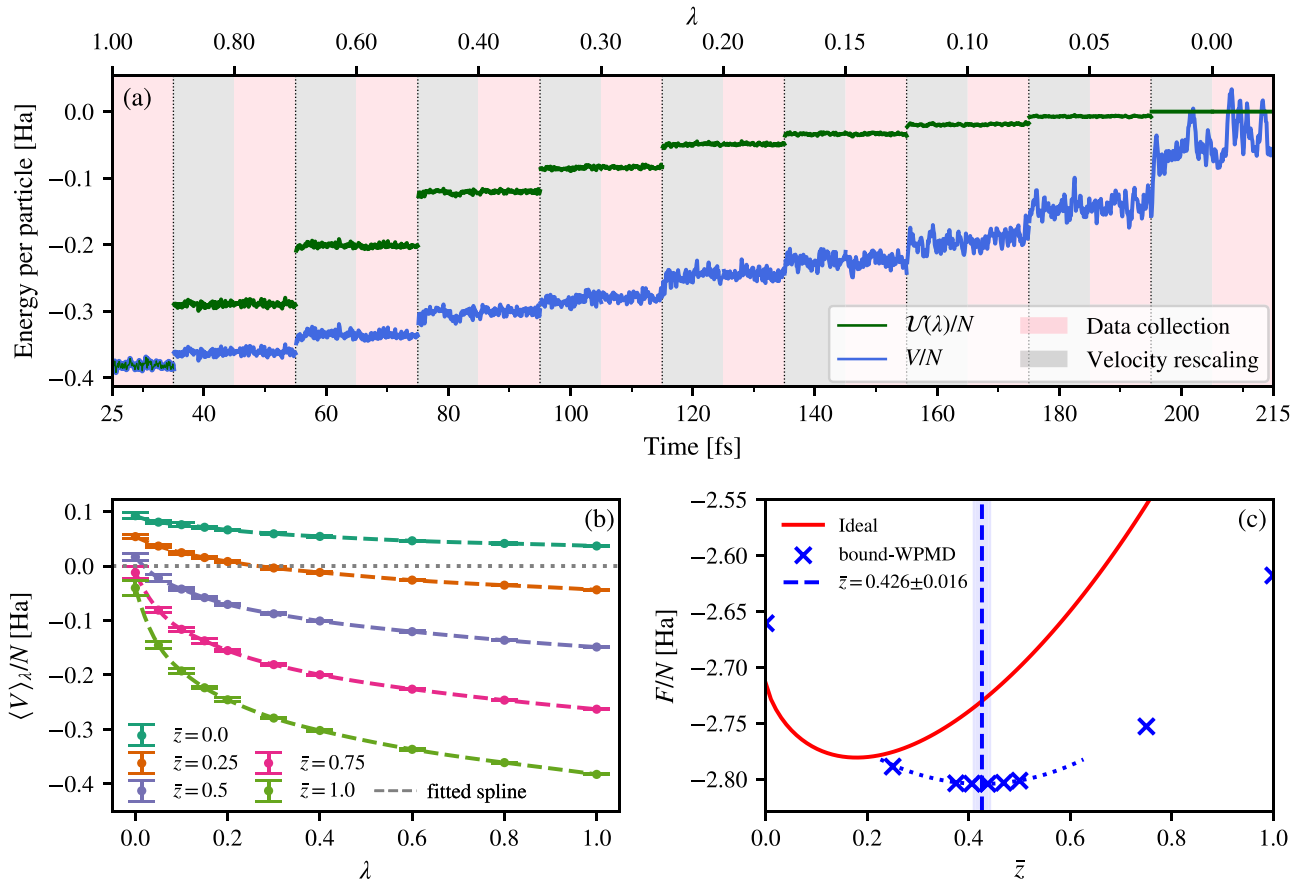 λ
1.00 0.80 0.60 0.40 0.30 0.20 0.15 0.10 0.05 0.00
(a)
Energy per particle [Ha]
0.0
−0.1
−0.2
−0.3
−0.4
𝒰(λ)/N
V/N
Data collection
Velocity rescaling
25 40 60 80 100 120 140 160 180 200 215
Time [fs]
(b)
⟨V⟩λ/N [Ha]
0.1
0.0
−0.1
−0.2
−0.3
−0.4
z̄ = 0.0
z̄ = 0.25
z̄ = 0.5
z̄ = 0.75
z̄ = 1.0
fitted spline
0.0 0.2 0.4 0.6 0.8 1.0
λ
(c)
F/N [Ha]
−2.55
−2.60
−2.65
−2.70
−2.75
−2.80
Ideal
bound-WPMD
z̄ = 0.426±0.016
0.0 0.2 0.4 0.6 0.8 1.0
z̄